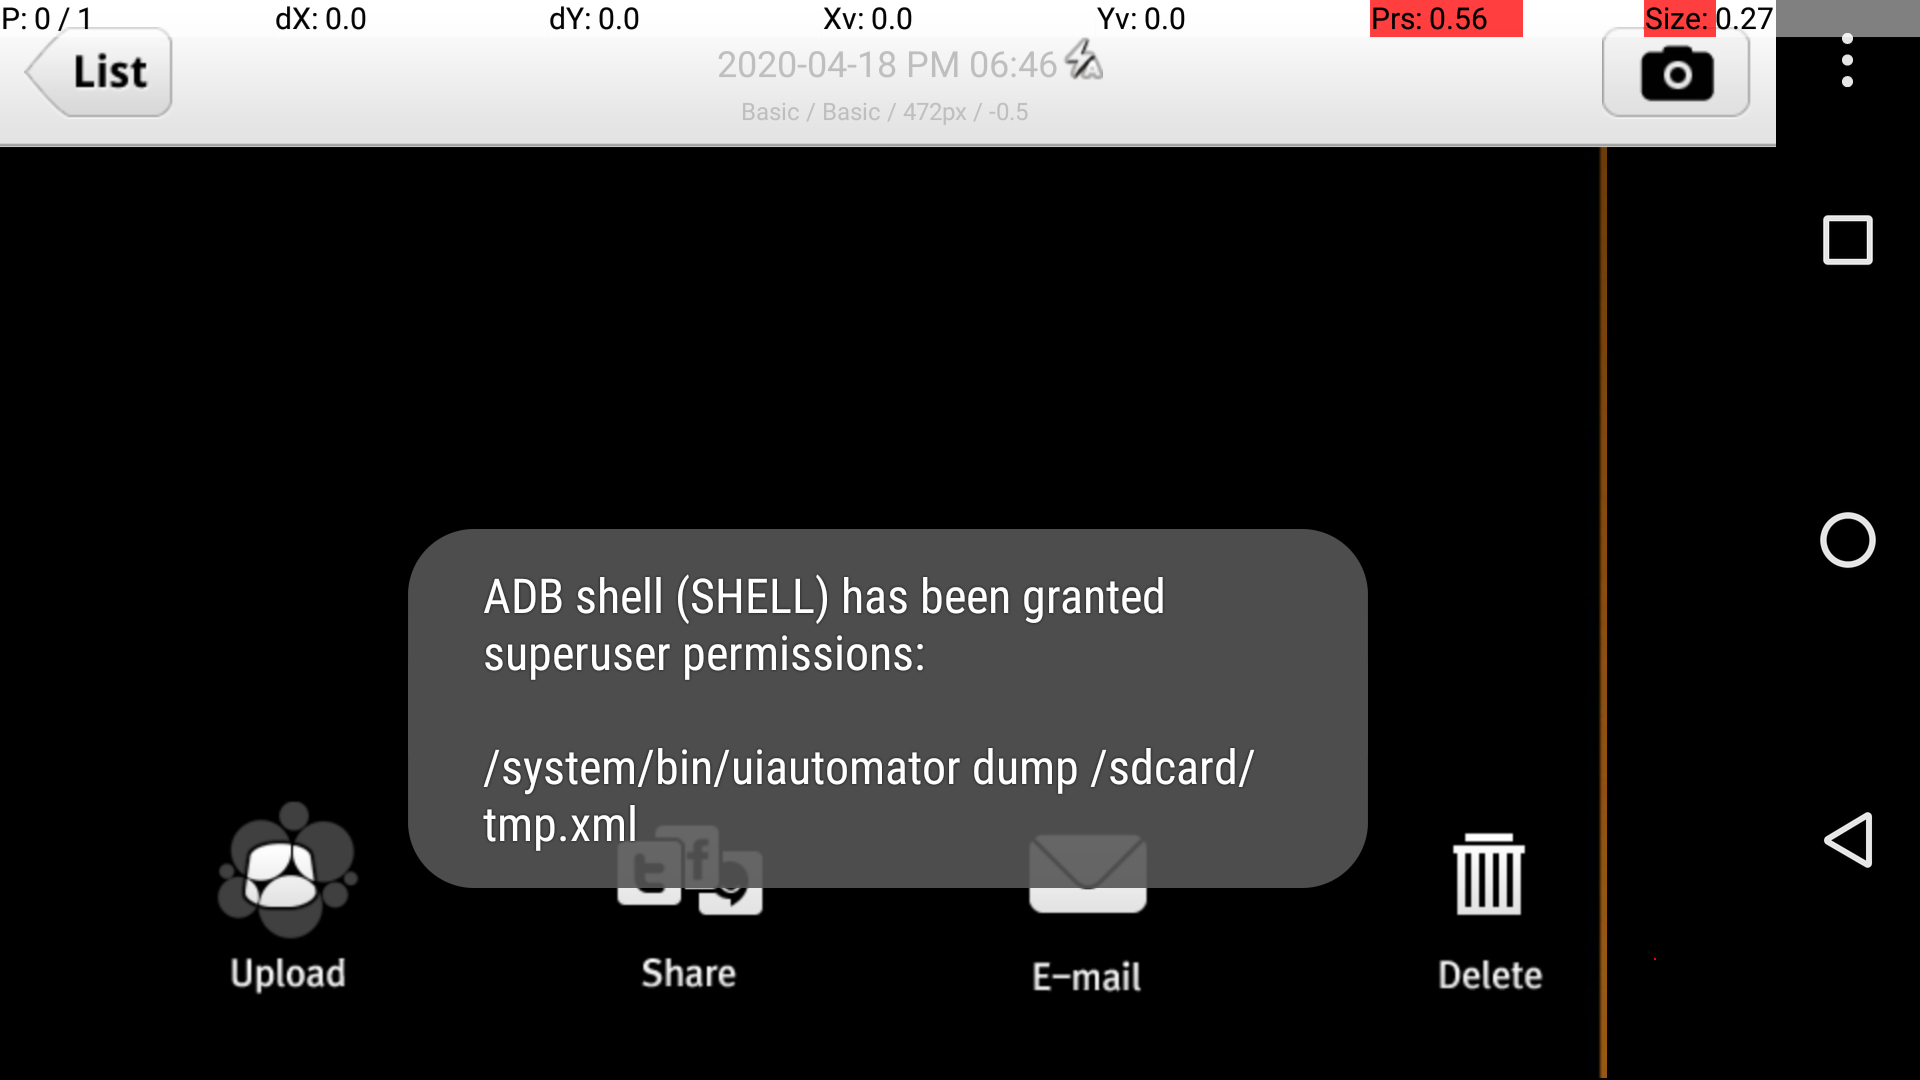 P: 0 / 1 dX: 0.0 dY: 0.0 Xv: 0.0 Yv: 0.0 Prs: 0.56 Size: 0.27
List
2020-04-18 PM 06:46
Basic / Basic / 472px / -0.5
ADB shell (SHELL) has been granted
superuser permissions:
/system/bin/uiautomator dump /sdcard/
tmp.xml
Upload Share E-mail Delete